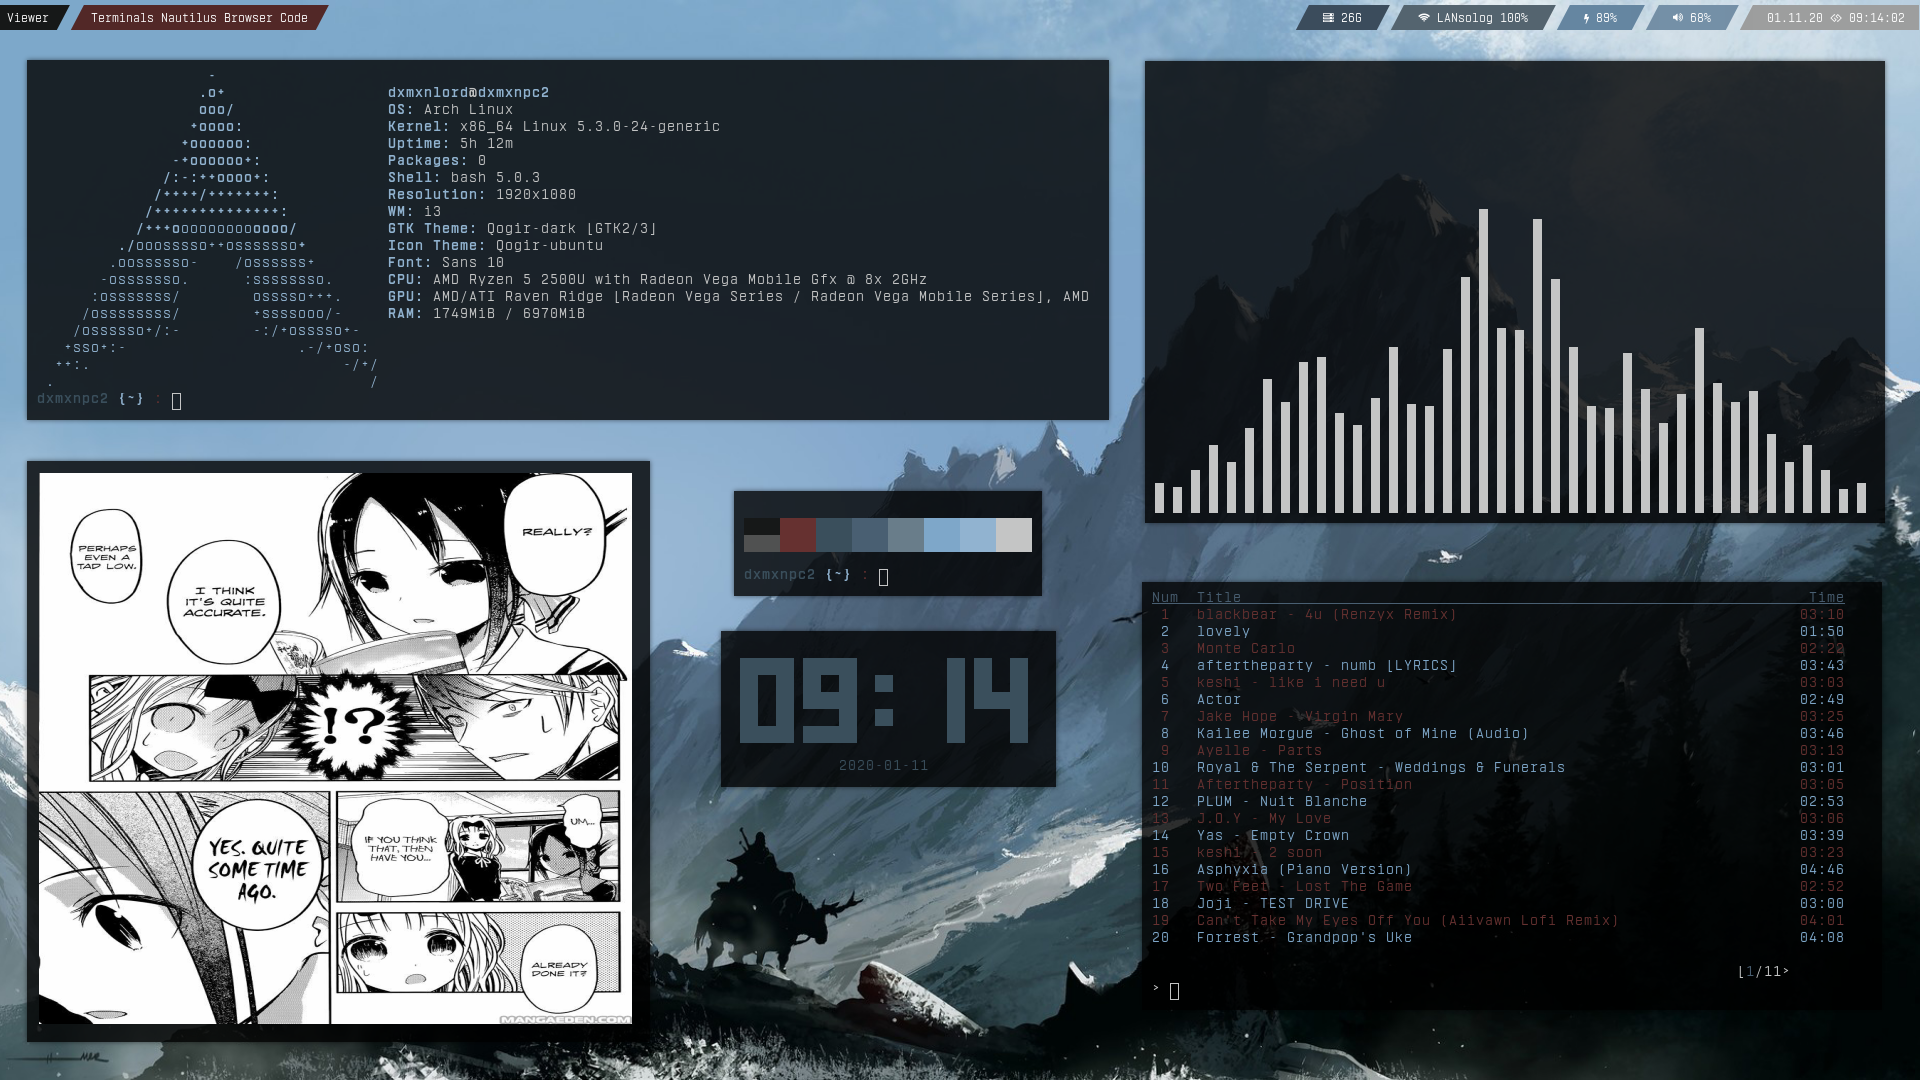 Viewer
Terminals Nautilus Browser Code
26G
LANsolog 100%
89%
68%
01.11.20 09:14:02
dxmxnlord@dxmxnpc2
OS: Arch Linux
Kernel: x86_64 Linux 5.3.0-24-generic
Uptime: 5h 12m
Packages: 0
Shell: bash 5.0.3
Resolution: 1920x1080
WM: i3
GTK Theme: Qogir-dark [GTK2/3]
Icon Theme: Qogir-ubuntu
Font: Sans 10
CPU: AMD Ryzen 5 2500U with Radeon Vega Mobile Gfx @ 8x 2GHz
GPU: AMD/ATI Raven Ridge [Radeon Vega Series / Radeon Vega Mobile Series], AMD
RAM: 1749MiB / 6970MiB
dxmxnpc2 {~} :
REALLY?
PERHAPS
EVEN A
TAD LOW.
I THINK
IT'S QUITE
ACCURATE.
!?
YES. QUITE
SOME TIME
AGO.
UM...
IF YOU THINK
THAT, THEN
HAVE YOU...
ALREADY
DONE IT?
MANGAEDEN.COM
dxmxnpc2 {~} :
09:14
2020-01-11
Num Title Time
1 blackbear - 4u (Renzyx Remix) 03:10
2 lovely 01:50
3 Monte Carlo 02:22
4 aftertheparty - numb [LYRICS] 03:43
5 keshi - like i need u 03:03
6 Actor 02:49
7 Jake Hope - Virgin Mary 03:25
8 Kailee Morgue - Ghost of Mine (Audio) 03:46
9 Ayelle - Parts 03:13
10 Royal & The Serpent - Weddings & Funerals 03:01
11 Aftertheparty - Position 03:05
12 PLUM - Nuit Blanche 02:53
13 J.O.Y - My Love 03:06
14 Yas - Empty Crown 03:39
15 keshi - 2 soon 03:23
16 Asphyxia (Piano Version) 04:46
17 Two Feet - Lost The Game 02:52
18 Joji - TEST DRIVE 03:00
19 Can't Take My Eyes Off You (Aiivawn Lofi Remix) 04:01
20 Forrest - Grandpop's Uke 04:08
[1/11>
>